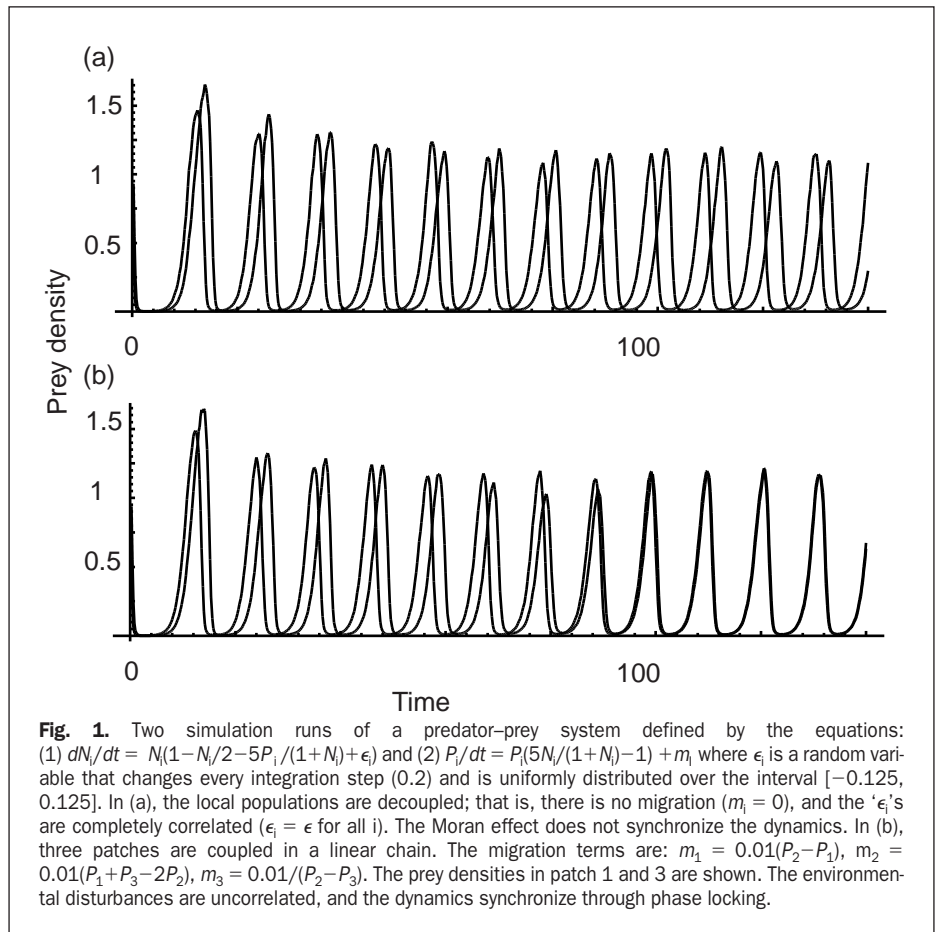 (a)
1.5
1
0.5
0
100
Prey density
(b)
1.5
1
0.5
0
100
Time
Fig. 1. Two simulation runs of a predator–prey system defined by the equations:
(1) dNi/dt = Ni(1−Ni/2−5Pi/(1+Ni)+ϵi) and (2) Pi/dt = Pi(5Ni/(1+Ni)−1) +mi where ϵi is a random vari-
able that changes every integration step (0.2) and is uniformly distributed over the interval [−0.125,
0.125]. In (a), the local populations are decoupled; that is, there is no migration (mi = 0), and the ‘ϵi’s
are completely correlated (ϵi = ϵ for all i). The Moran effect does not synchronize the dynamics. In (b),
three patches are coupled in a linear chain. The migration terms are: m1 = 0.01(P2−P1), m2 =
0.01(P1+P3−2P2), m3 = 0.01/(P2−P3). The prey densities in patch 1 and 3 are shown. The environmen-
tal disturbances are uncorrelated, and the dynamics synchronize through phase locking.